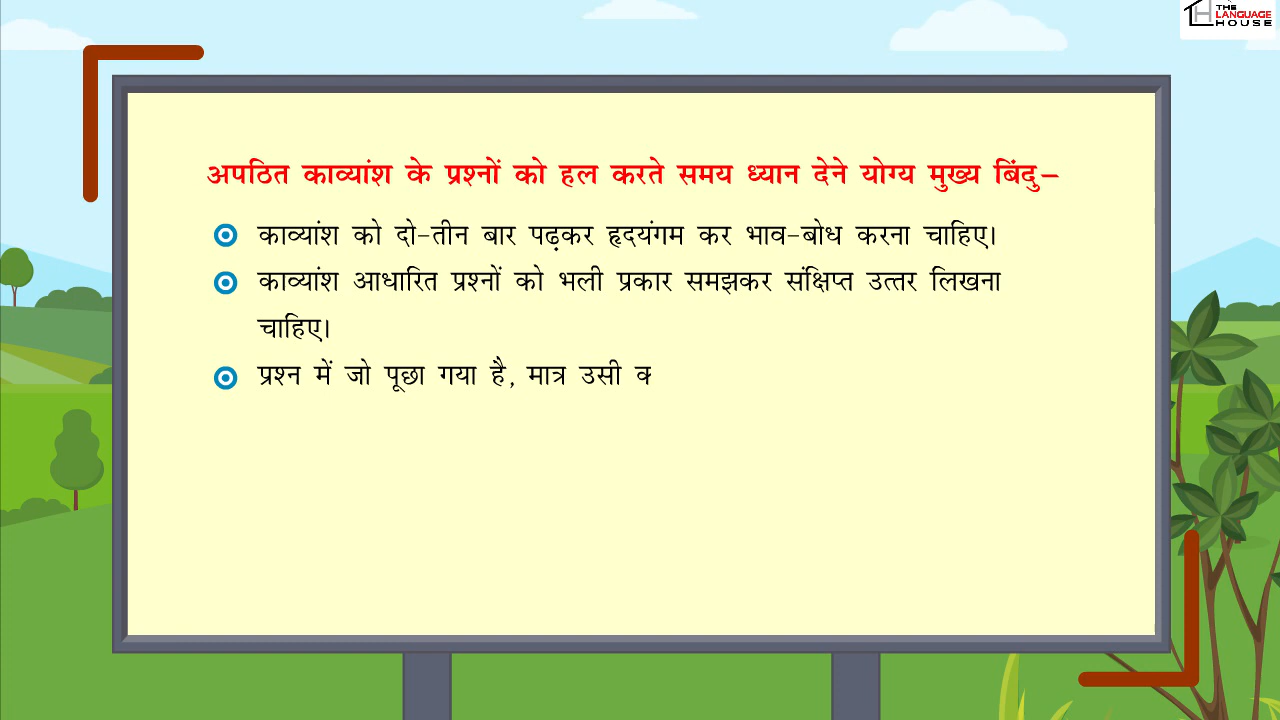 THE
LANGUAGE
HOUSE
अपठित काव्यांश के प्रश्नों को हल करते समय ध्यान देने योग्य मुख्य बिंदु-
काव्यांश को दो-तीन बार पढ़कर हृदयंगम कर भाव-बोध करना चाहिए।
काव्यांश आधारित प्रश्नों को भली प्रकार समझकर संक्षिप्त उत्तर लिखना
चाहिए।
प्रश्न में जो पूछा गया है, मात्र उसी